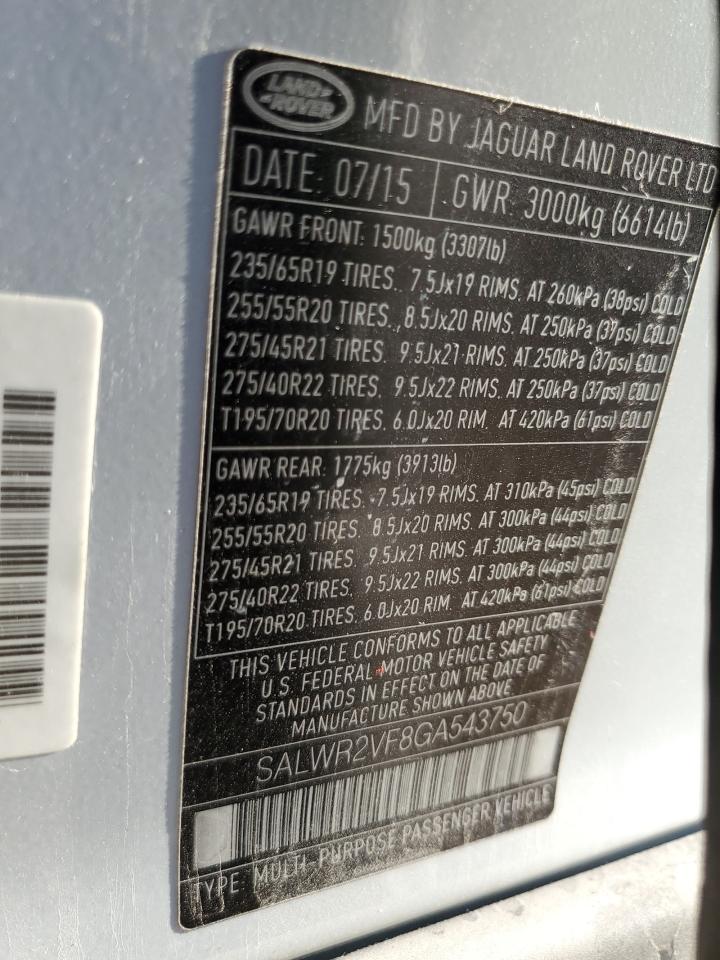 LAND ROVER
MFD BY JAGUAR LAND ROVER LTD
DATE: 07/15 GWR: 3000kg (6614lb)
GAWR FRONT: 1500kg (3307lb)
235/65R19 TIRES. 7.5Jx19 RIMS. AT 260kPa (38psi) COLD
255/55R20 TIRES. 8.5Jx20 RIMS. AT 250kPa (37psi) COLD
275/45R21 TIRES. 9.5Jx21 RIMS. AT 250kPa (37psi) COLD
275/40R22 TIRES. 9.5Jx22 RIMS. AT 250kPa (37psi) COLD
T195/70R20 TIRES. 6.0Jx20 RIM. AT 420kPa (61psi) COLD
GAWR REAR: 1775kg (3913lb)
235/65R19 TIRES. 7.5Jx19 RIMS. AT 310kPa (45psi) COLD
255/55R20 TIRES. 8.5Jx20 RIMS. AT 300kPa (44psi) COLD
275/45R21 TIRES. 9.5Jx21 RIMS. AT 300kPa (44psi) COLD
275/40R22 TIRES. 9.5Jx22 RIMS. AT 300kPa (44psi) COLD
T195/70R20 TIRES. 6.0Jx20 RIM AT 420kPa (61psi) COLD
THIS VEHICLE CONFORMS TO ALL APPLICABLE
U.S. FEDERAL MOTOR VEHICLE SAFETY
STANDARDS IN EFFECT ON THE DATE OF
MANUFACTURE SHOWN ABOVE
SALWR2VF8GA543750
TYPE: MULTI-PURPOSE PASSENGER VEHICLE